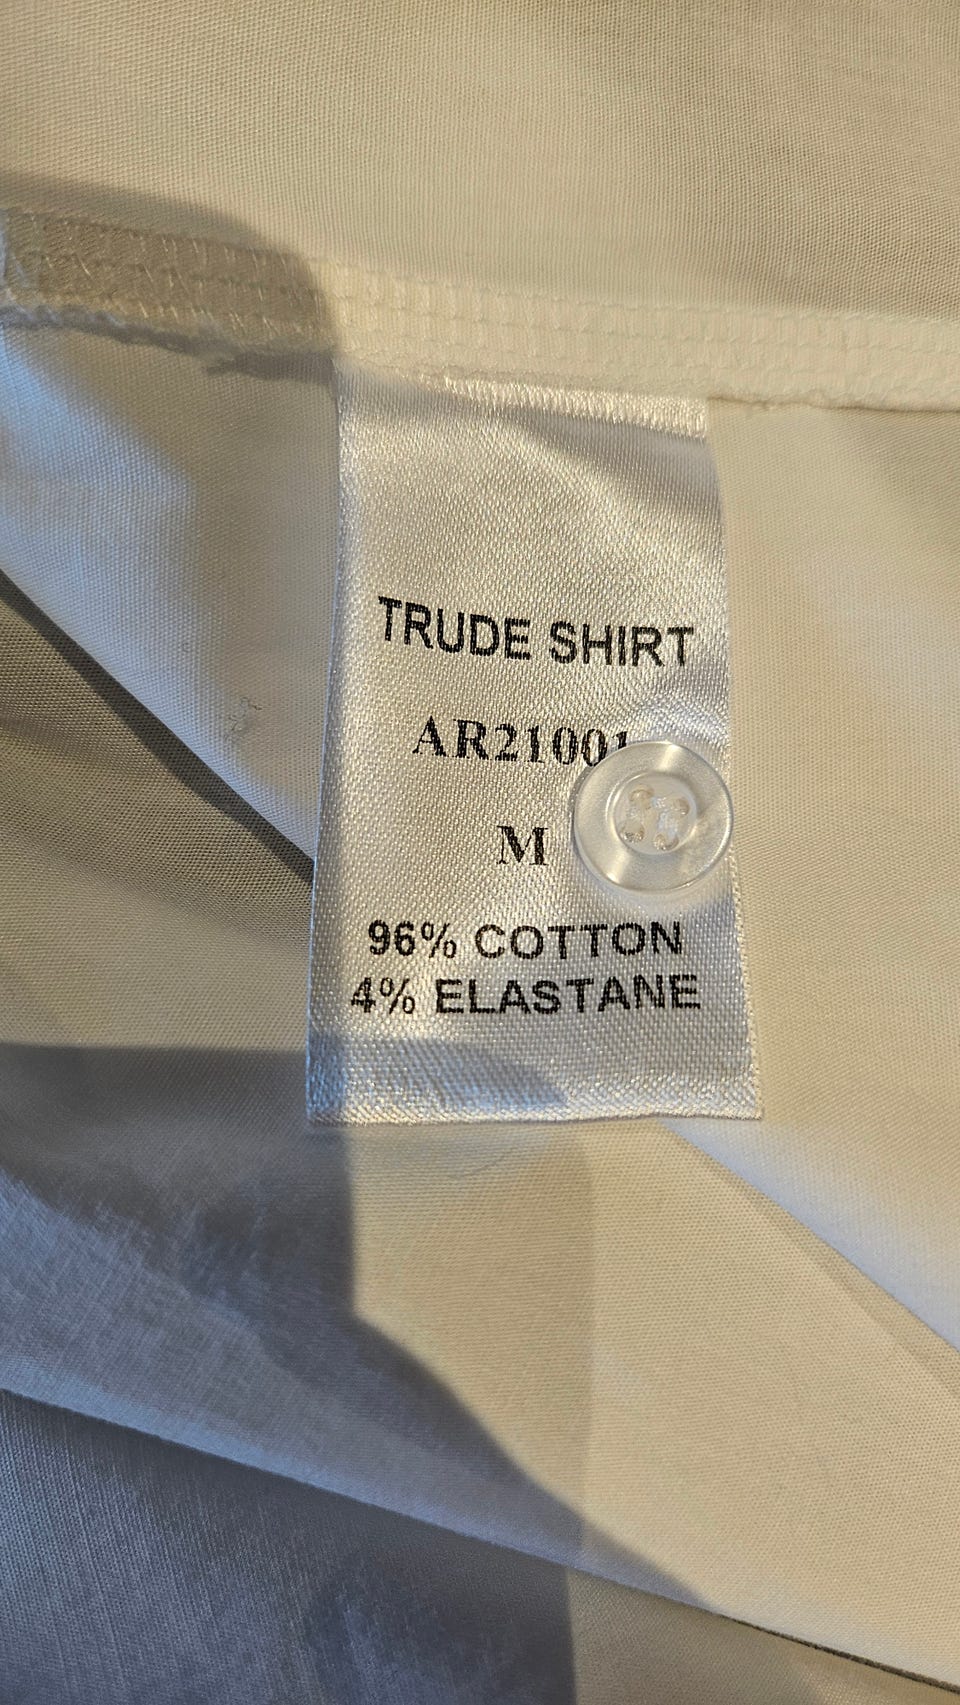 TRUDE SHIRT
AR21001
M
96% COTTON
4% ELASTANE